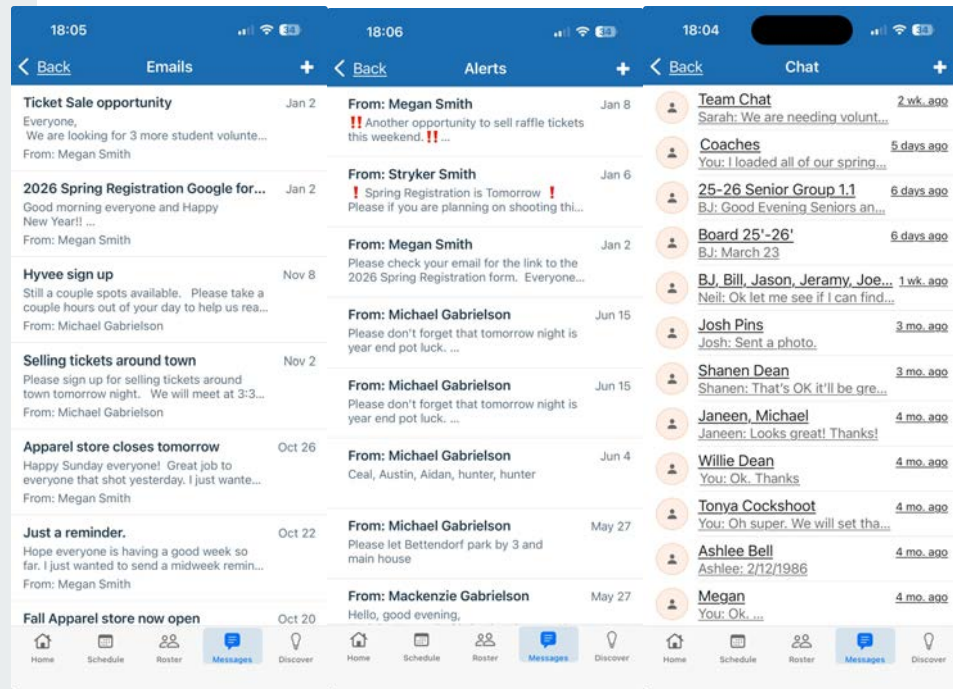 18:05
34
Back
Emails
+
Ticket Sale opportunity
Jan 2
Everyone,
We are looking for 3 more student volunte...
From: Megan Smith
2026 Spring Registration Google for...
Jan 2
Good morning everyone and Happy
New Year!! ...
From: Megan Smith
Hyvee sign up
Nov 8
Still a couple spots available. Please take a
couple hours out of your day to help us rea...
From: Michael Gabrielson
Selling tickets around town
Nov 2
Please sign up for selling tickets around
town tomorrow night. We will meet at 3:3...
From: Michael Gabrielson
Apparel store closes tomorrow
Oct 26
Happy Sunday everyone! Great job to
everyone that shot yesterday. I just wante...
From: Megan Smith
Just a reminder.
Oct 22
Hope everyone is having a good week so
far. I just wanted to send a midweek remin...
From: Megan Smith
Fall Apparel store now open
Oct 20
Home
Schedule
Roster
Messages
Discover
18:06
34
Back
Alerts
+
From: Megan Smith
Jan 8
‼️Another opportunity to sell raffle tickets
this weekend.‼️...
From: Stryker Smith
Jan 6
❗ Spring Registration is Tomorrow ❗
Please if you are planning on shooting thi...
From: Megan Smith
Jan 2
Please check your email for the link to the
2026 Spring Registration form. Everyone...
From: Michael Gabrielson
Jun 15
Please don't forget that tomorrow night is
year end pot luck. ...
From: Michael Gabrielson
Jun 15
Please don't forget that tomorrow night is
year end pot luck. ...
From: Michael Gabrielson
Jun 4
Ceal, Austin, Aidan, hunter, hunter
From: Michael Gabrielson
May 27
Please let Bettendorf park by 3 and
main house
From: Mackenzie Gabrielson
May 27
Hello, good evening,
Home
Schedule
Roster
Messages
Discover
18:04
34
Back
Chat
+
Team Chat
2 wk. ago
Sarah: We are needing volunt...
Coaches
5 days ago
You: I loaded all of our spring...
25-26 Senior Group 1.1
6 days ago
BJ: Good Evening Seniors an...
Board 25'-26'
6 days ago
BJ: March 23
BJ, Bill, Jason, Jeramy, Joe...
1 wk. ago
Neil: Ok let me see if I can find...
Josh Pins
3 mo. ago
Josh: Sent a photo.
Shanen Dean
3 mo. ago
Shanen: That's OK it'll be gre...
Janeen, Michael
4 mo. ago
Janeen: Looks great! Thanks!
Willie Dean
4 mo. ago
You: Ok. Thanks
Tonya Cockshoot
4 mo. ago
You: Oh super. We will set tha...
Ashlee Bell
4 mo. ago
Ashlee: 2/12/1986
Megan
4 mo. ago
You: Ok. ...
Home
Schedule
Roster
Messages
Discover